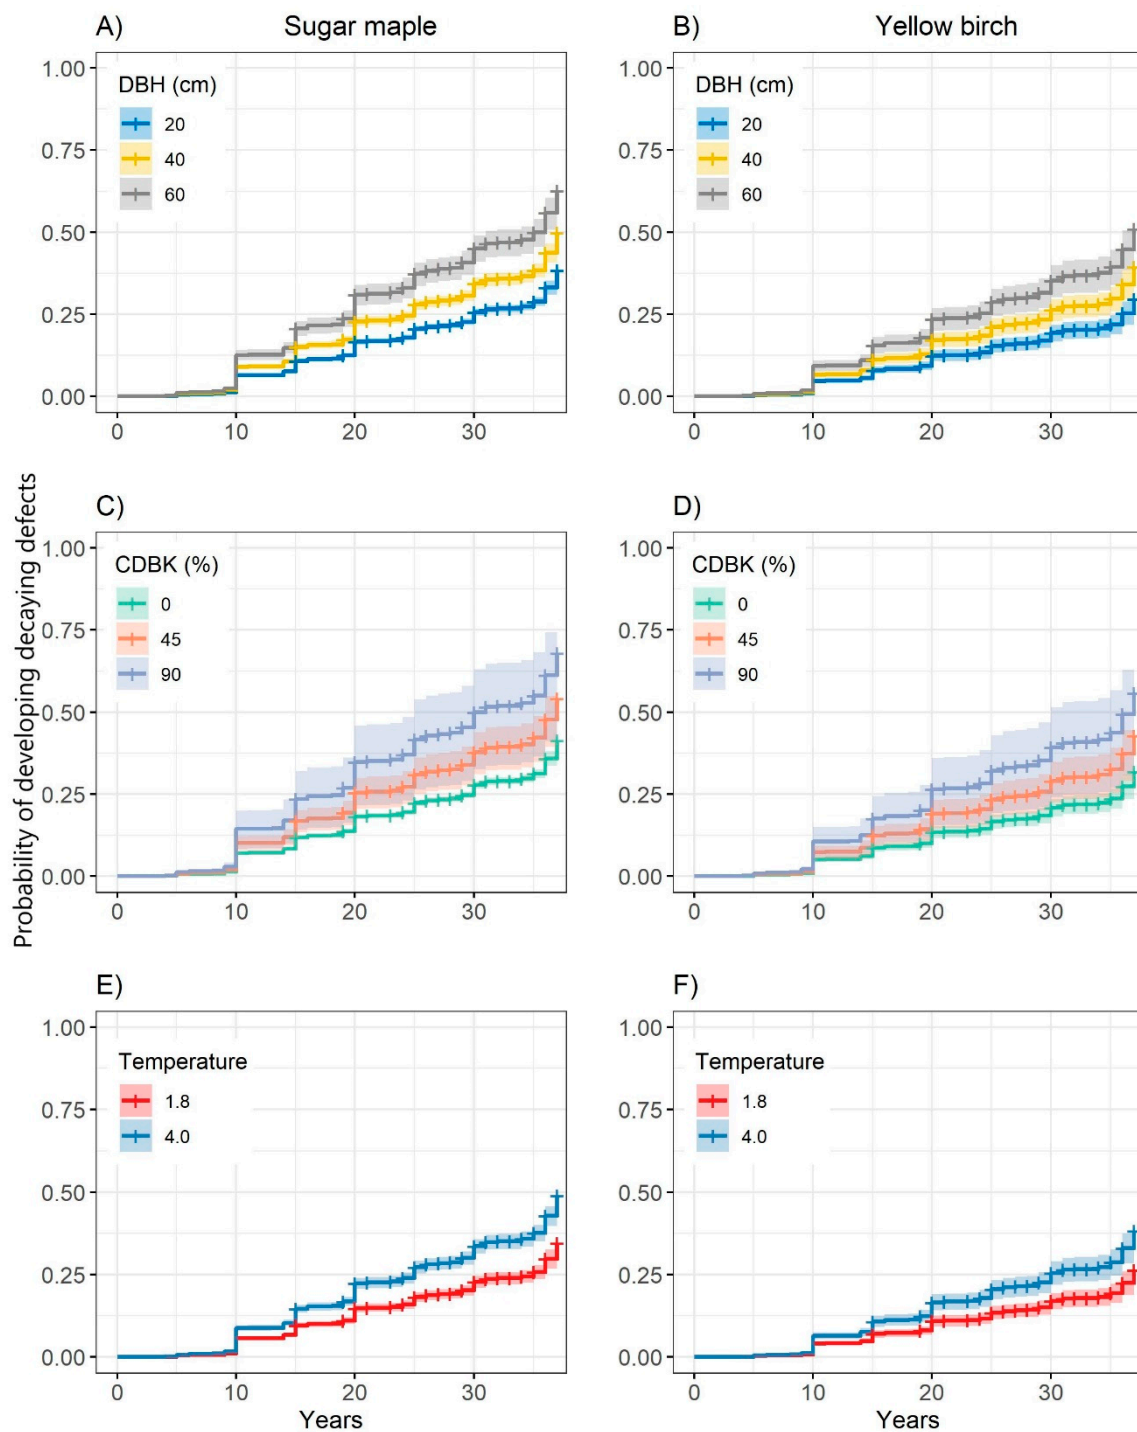 A) Sugar maple
B) Yellow birch
1.00
0.75
0.50
0.25
0.00
DBH (cm)
20
40
60
0 10 20 30
1.00
0.75
0.50
0.25
0.00
DBH (cm)
20
40
60
0 10 20 30
Probability of developing decaying defects
C)
1.00
0.75
0.50
0.25
0.00
CDBK (%)
0
45
90
0 10 20 30
D)
1.00
0.75
0.50
0.25
0.00
CDBK (%)
0
45
90
0 10 20 30
E)
1.00
0.75
0.50
0.25
0.00
Temperature
1.8
4.0
0 10 20 30
Years
F)
1.00
0.75
0.50
0.25
0.00
Temperature
1.8
4.0
0 10 20 30
Years